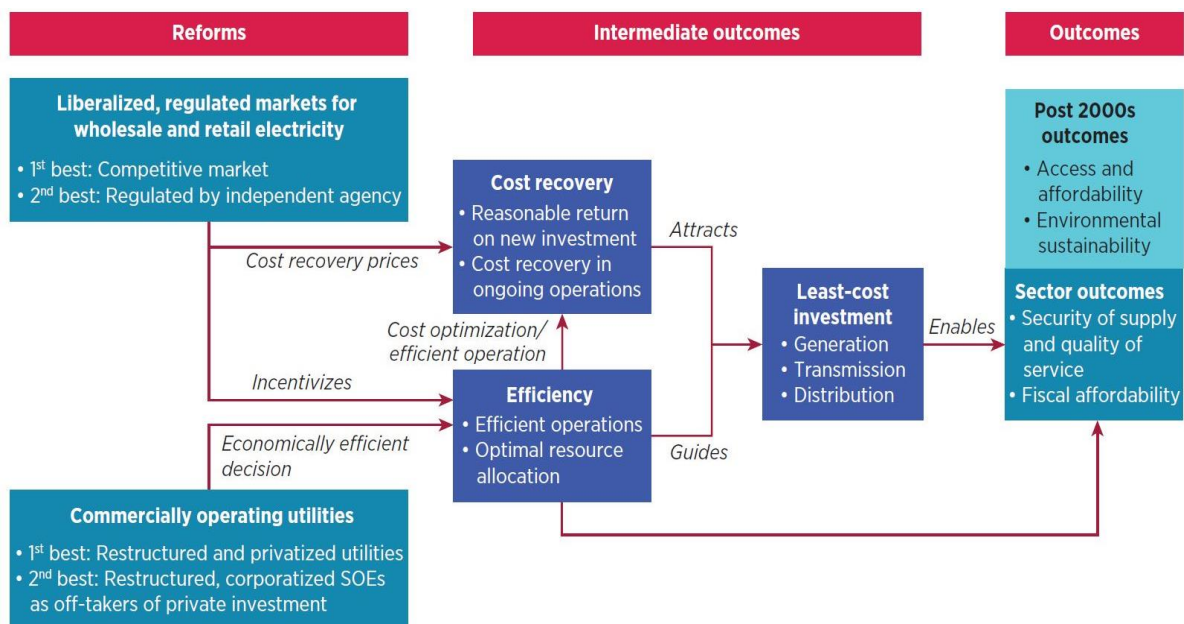 Reforms
Intermediate outcomes
Outcomes
Liberalized, regulated markets for
wholesale and retail electricity
• 1st best: Competitive market
• 2nd best: Regulated by independent agency
Cost recovery prices
Incentivizes
Economically efficient
decision
Commercially operating utilities
• 1st best: Restructured and privatized utilities
• 2nd best: Restructured, corporatized SOEs
as off-takers of private investment
Cost recovery
• Reasonable return
on new investment
• Cost recovery in
ongoing operations
Cost optimization/
efficient operation
Efficiency
• Efficient operations
• Optimal resource
allocation
Attracts
Guides
Least-cost
investment
• Generation
• Transmission
• Distribution
Enables
Post 2000s
outcomes
• Access and
affordability
• Environmental
sustainability
Sector outcomes
• Security of supply
and quality of
service
• Fiscal affordability